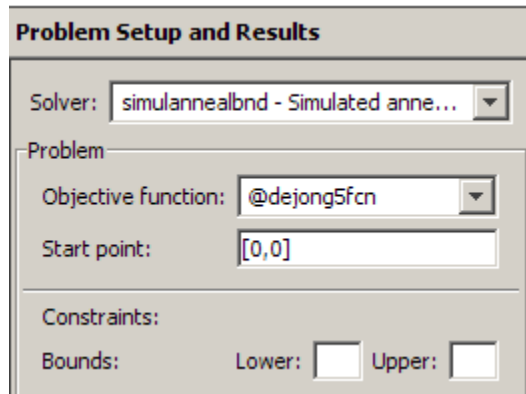 Problem Setup and Results
Solver: simulannealbnd - Simulated anne...
Problem
Objective function: @dejong5fcn
Start point: [0,0]
Constraints:
Bounds: Lower: Upper: